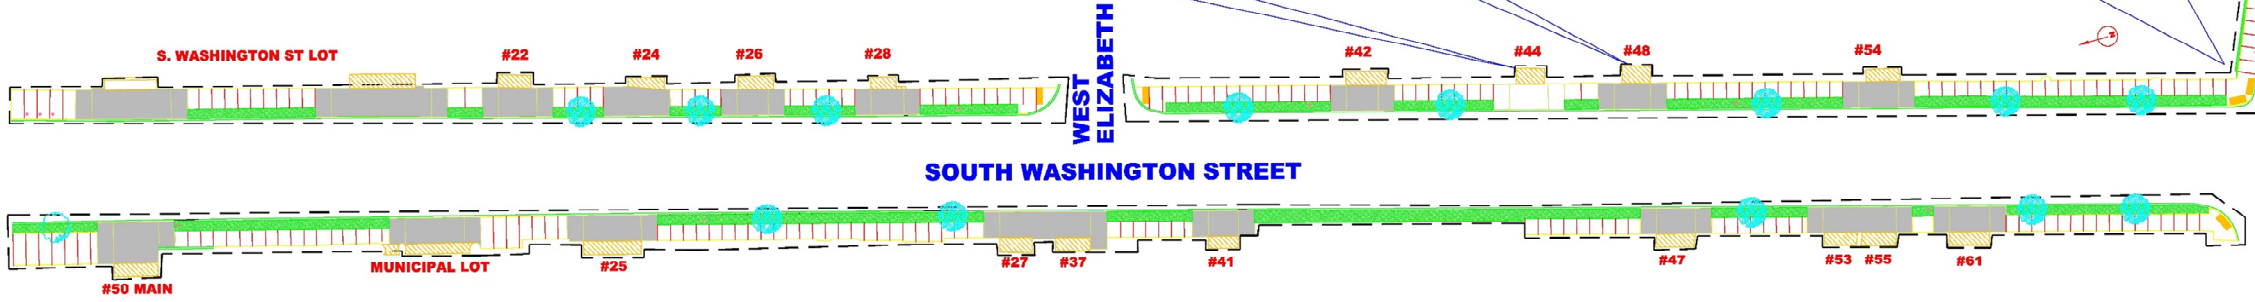 S. WASHINGTON ST LOT
#22
#24
#26
#28
#42
#44
#48
#54
WEST
ELIZABETH
SOUTH WASHINGTON STREET
#50 MAIN
MUNICIPAL LOT
#25
#27
#37
#41
#47
#53
#55
#61